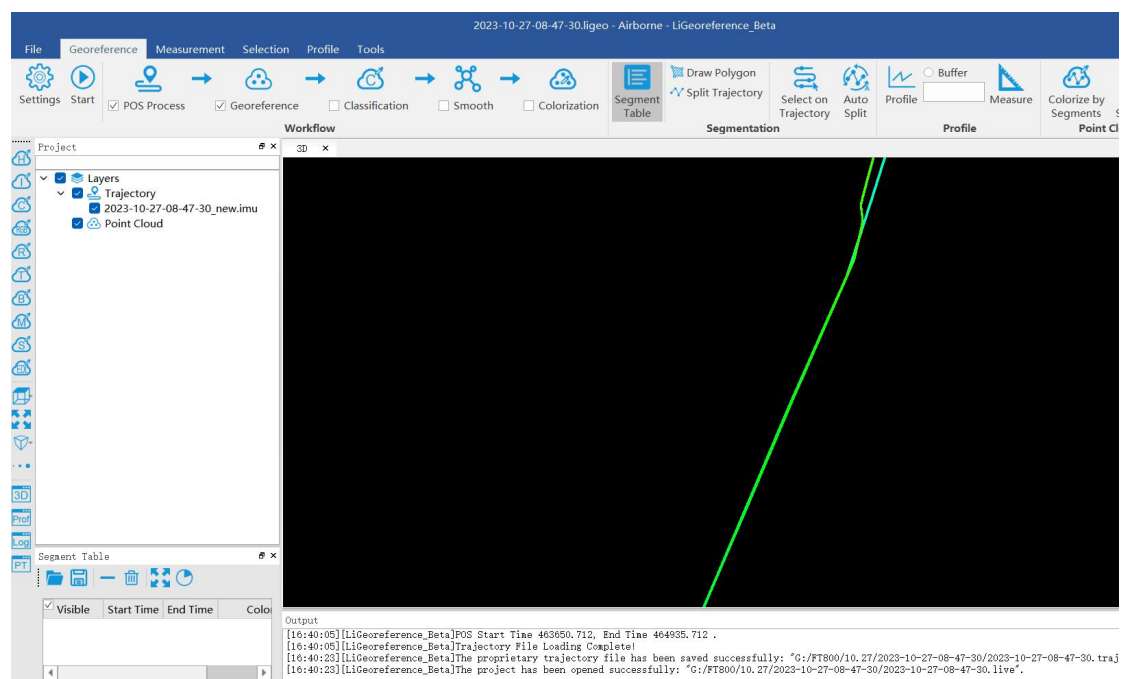 2023-10-27-08-47-30.ligeo - Airborne - LiGeoreference_Beta
File Georeference Measurement Selection Profile Tools
Settings Start POS Process Georeference Classification Smooth Colorization
Segment Table
Draw Polygon
Split Trajectory
Select on Trajectory
Auto Split
Profile
Buffer
Measure
Colorize by Segments
Workflow Segmentation Profile Point Cl
Project
3D
Layers
Trajectory
2023-10-27-08-47-30_new.imu
Point Cloud
H
I
C
RGB
R
T
B
M
S
3D
Prof
Log
PT
Segment Table
Visible Start Time End Time Color
Output
[16:40:05][LiGeoreference_Beta]POS Start Time 463650.712, End Time 464935.712 .
[16:40:05][LiGeoreference_Beta]Trajectory File Loading Complete!
[16:40:23][LiGeoreference_Beta]The proprietary trajectory file has been saved successfully: "G:/FT800/10.27/2023-10-27-08-47-30/2023-10-27-08-47-30.traj
[16:40:23][LiGeoreference_Beta]The project has been opened successfully: "G:/FT800/10.27/2023-10-27-08-47-30/2023-10-27-08-47-30.live".